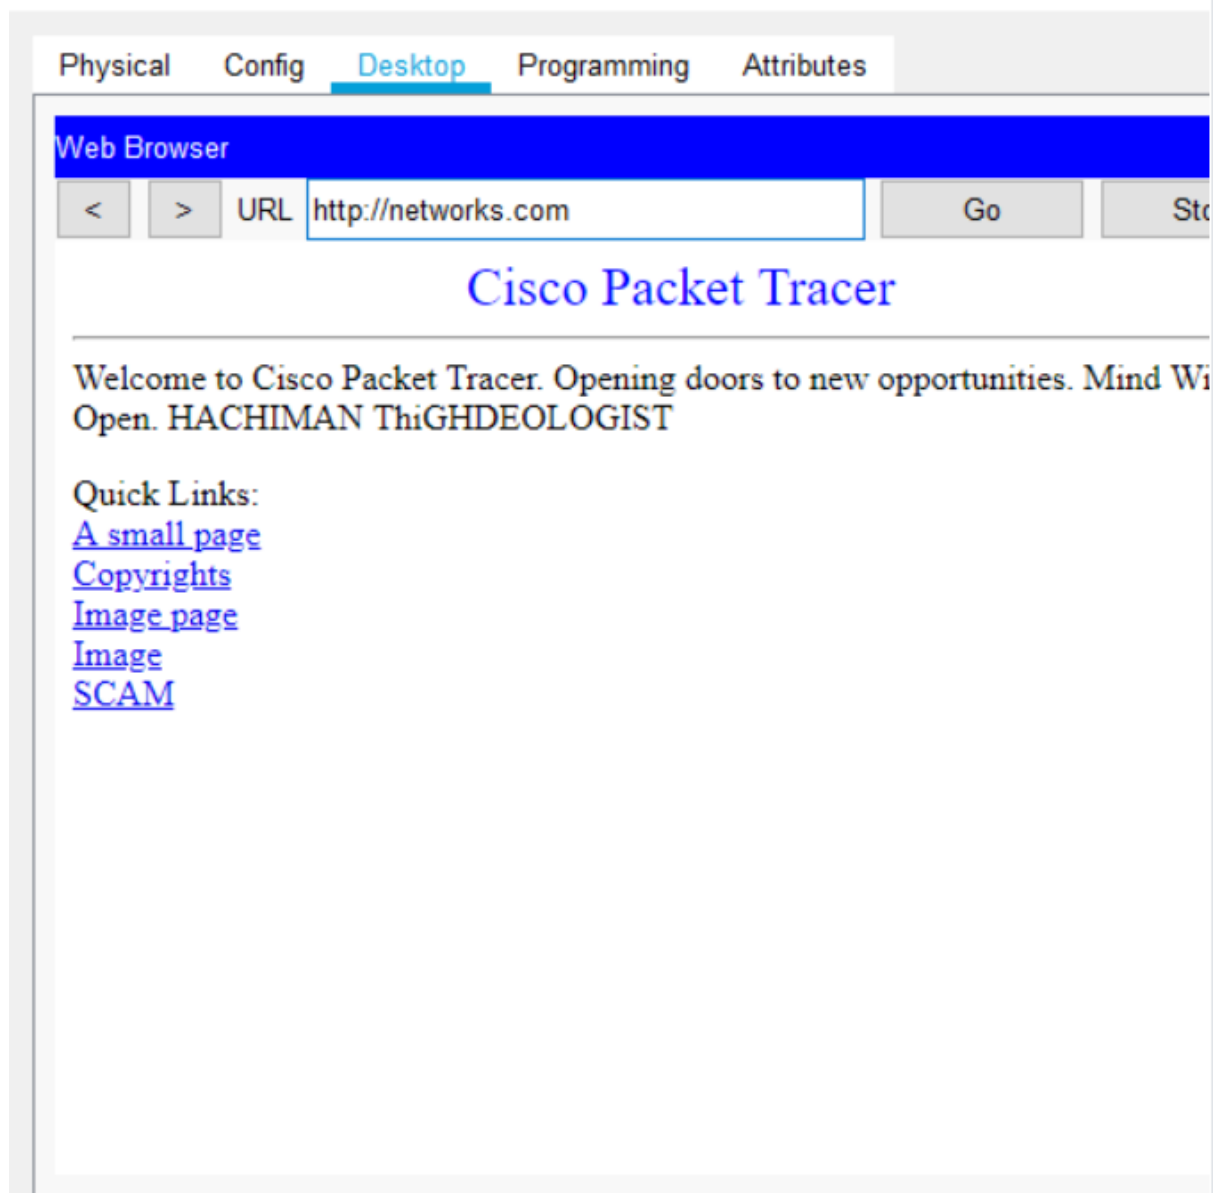 Physical Config Desktop Programming Attributes
Web Browser
< > URL http://networks.com Go
Cisco Packet Tracer
Welcome to Cisco Packet Tracer. Opening doors to new opportunities. Mind
Open. HACHIMAN ThiGHDEOLOGIST
Quick Links:
A small page
Copyrights
Image page
Image
SCAM